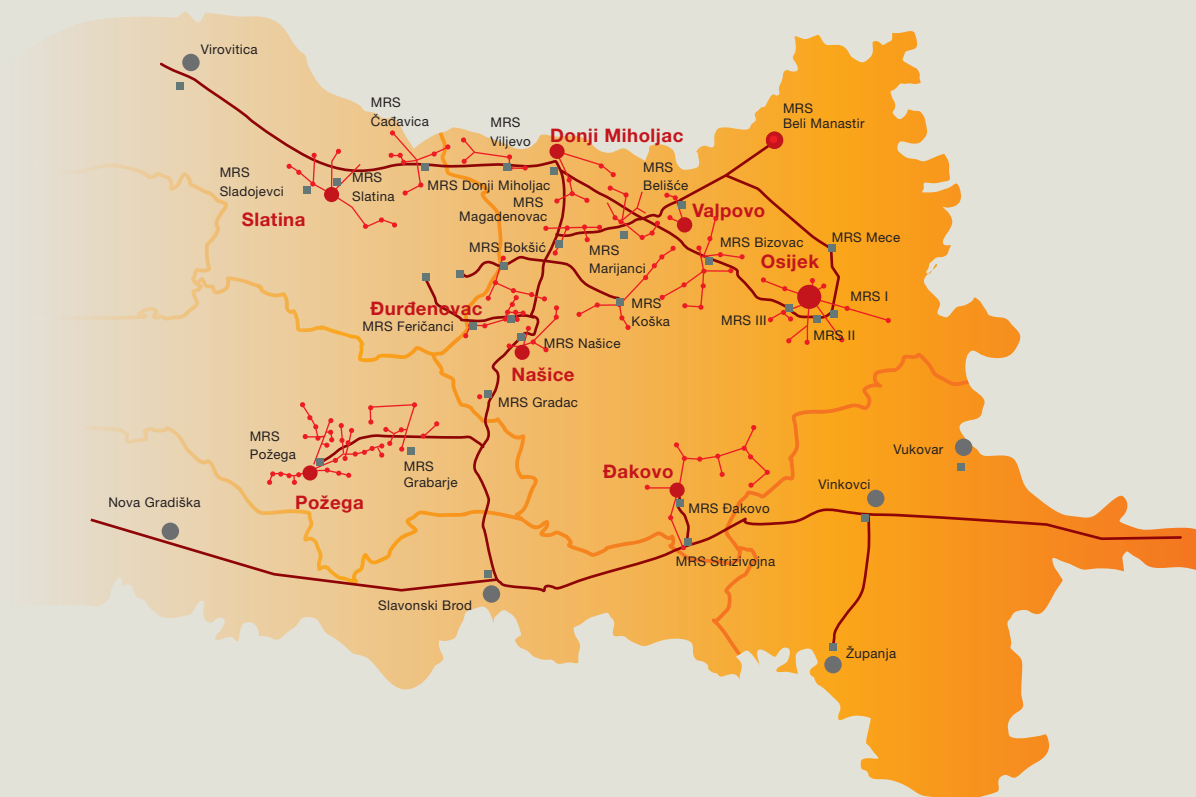 Virovitica
MRS
Čađavica
MRS
Viljevo
Donji Miholjac
MRS
Beli Manastir
MRS
Sladojevci
MRS
Slatina
Slatina
MRS Donji Miholjac
MRS
Magadenovac
MRS
Belišće
Valpovo
MRS Bokšić
MRS
Marijanci
MRS Bizovac
MRS Mece
Osijek
Đurđenovac
MRS Feričanci
MRS
Koška
MRS I
MRS III
MRS II
MRS Našice
Našice
MRS Gradac
MRS
Požega
MRS
Grabarje
Požega
Nova Gradiška
Đakovo
MRS Đakovo
MRS Strizivojna
Vukovar
Vinkovci
Slavonski Brod
Županja